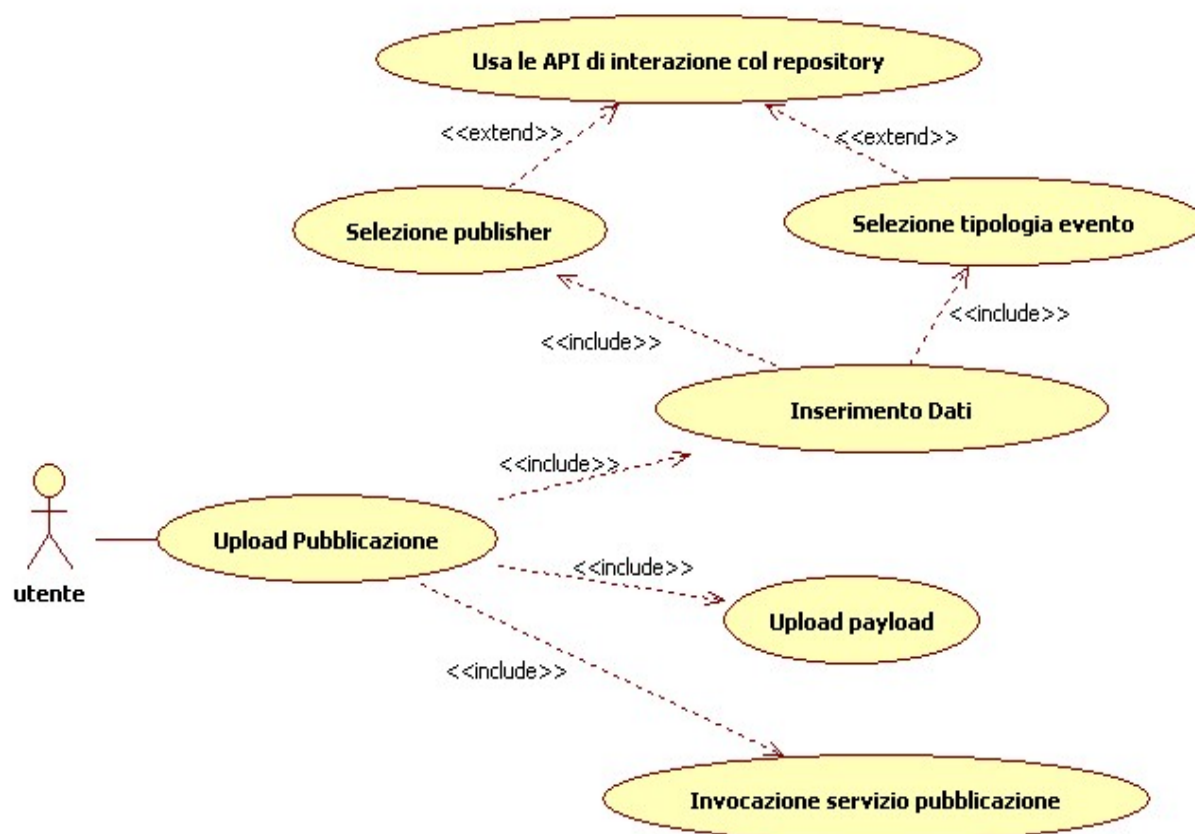 Usa le API di interazione col repository
<<extend>>
<<extend>>
Selezione publisher
Selezione tipologia evento
<<include>>
<<include>>
Inserimento Dati
<<include>>
Upload Pubblicazione
utente
<<include>>
Upload payload
<<include>>
Invocazione servizio pubblicazione